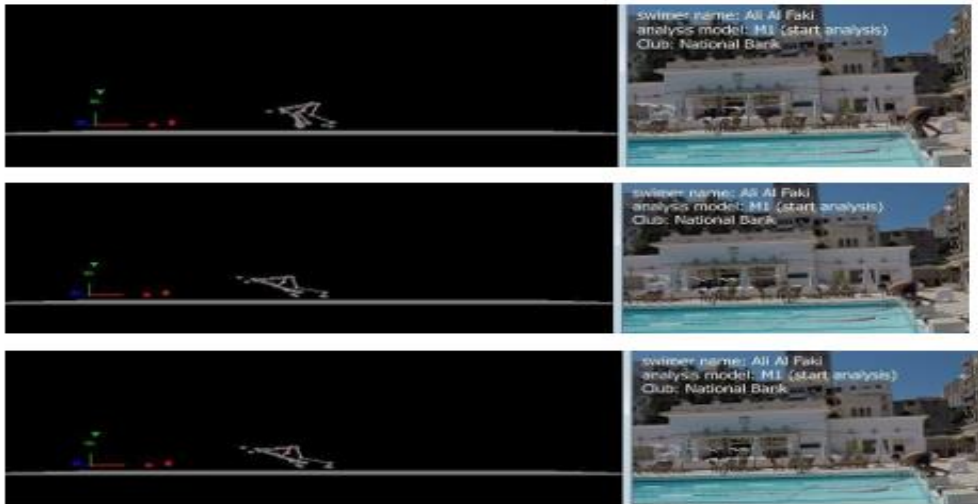 swimer name: Ali Al Faki
analysis model: M1 (start analysis)
Club: National Bank
swimer name: Ali Al Faki
analysis model: M1 (start analysis)
Club: National Bank
swimer name: Ali Al Faki
analysis model: M1 (start analysis)
Club: National Bank